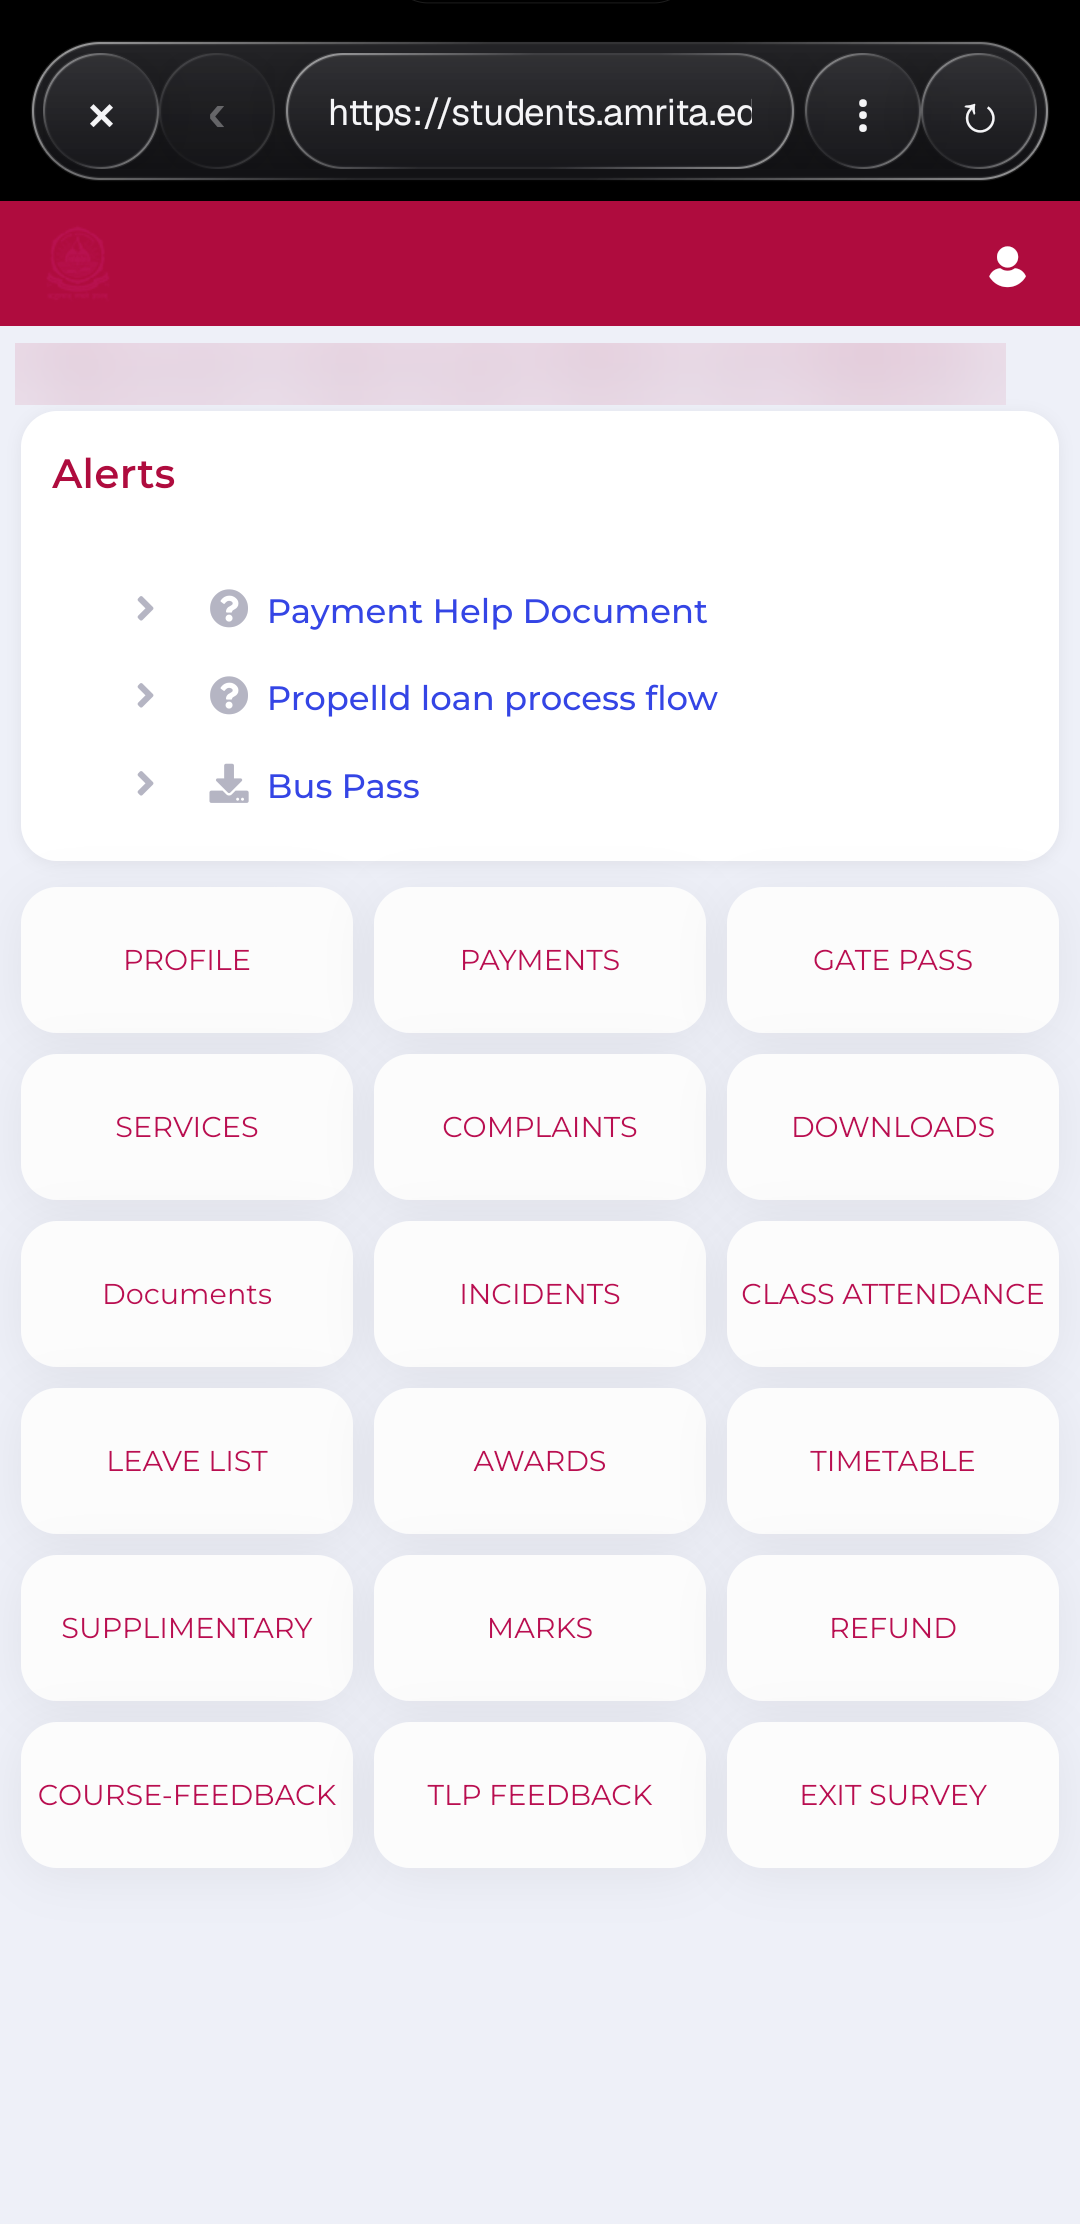 https://students.amrita.ed
Alerts
Payment Help Document
Propelld loan process flow
Bus Pass
PROFILE
PAYMENTS
GATE PASS
SERVICES
COMPLAINTS
DOWNLOADS
Documents
INCIDENTS
CLASS ATTENDANCE
LEAVE LIST
AWARDS
TIMETABLE
SUPPLIMENTARY
MARKS
REFUND
COURSE-FEEDBACK
TLP FEEDBACK
EXIT SURVEY